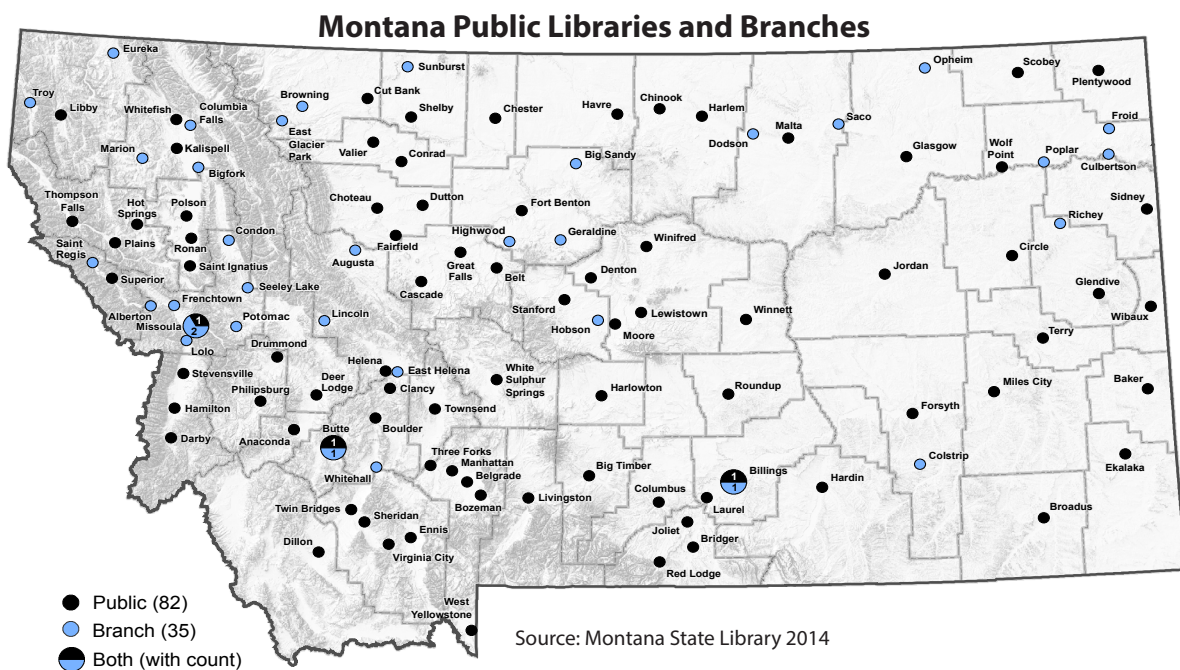 Montana Public Libraries and Branches
Eureka
Sunburst
Opheim
Scobey
Plentywood
Troy
Libby
Whitefish
Columbia
Falls
Browning
Cut Bank
Shelby
Chester
Havre
Chinook
Harlem
Malta
Saco
Froid
East
Glacier
Park
Dodson
Marion
Kalispell
Valier
Conrad
Big Sandy
Glasgow
Wolf
Point
Poplar
Culbertson
Bigfork
Thompson
Falls
Hot
Springs
Polson
Choteau
Dutton
Fort Benton
Sidney
Richey
Saint
Regis
Plains
Ronan
Condon
Highwood
Geraldine
Winifred
Circle
Augusta
Fairfield
Great
Falls
Belt
Saint Ignatius
Superior
Seeley Lake
Cascade
Denton
Jordan
Glendive
Wibaux
Frenchtown
Alberton
Missoula
1
2
Potomac
Lincoln
Stanford
Hobson
Lewistown
Moore
Winnett
Terry
Lolo
Drummond
Stevensville
Helena
East Helena
Clancy
White
Sulphur
Springs
Harlowton
Roundup
Miles City
Baker
Philipsburg
Deer
Lodge
Hamilton
Townsend
Forsyth
Darby
Anaconda
Butte
1
1
Boulder
Three Forks
Manhattan
Belgrade
Bozeman
Whitehall
Livingston
Big Timber
Columbus
1
1
Billings
Laurel
Hardin
Colstrip
Ekalaka
Broadus
Twin Bridges
Sheridan
Ennis
Virginia City
Dillon
Joliet
Bridger
Red Lodge
West
Yellowstone
Public (82)
Branch (35)
Both (with count)
Source: Montana State Library 2014